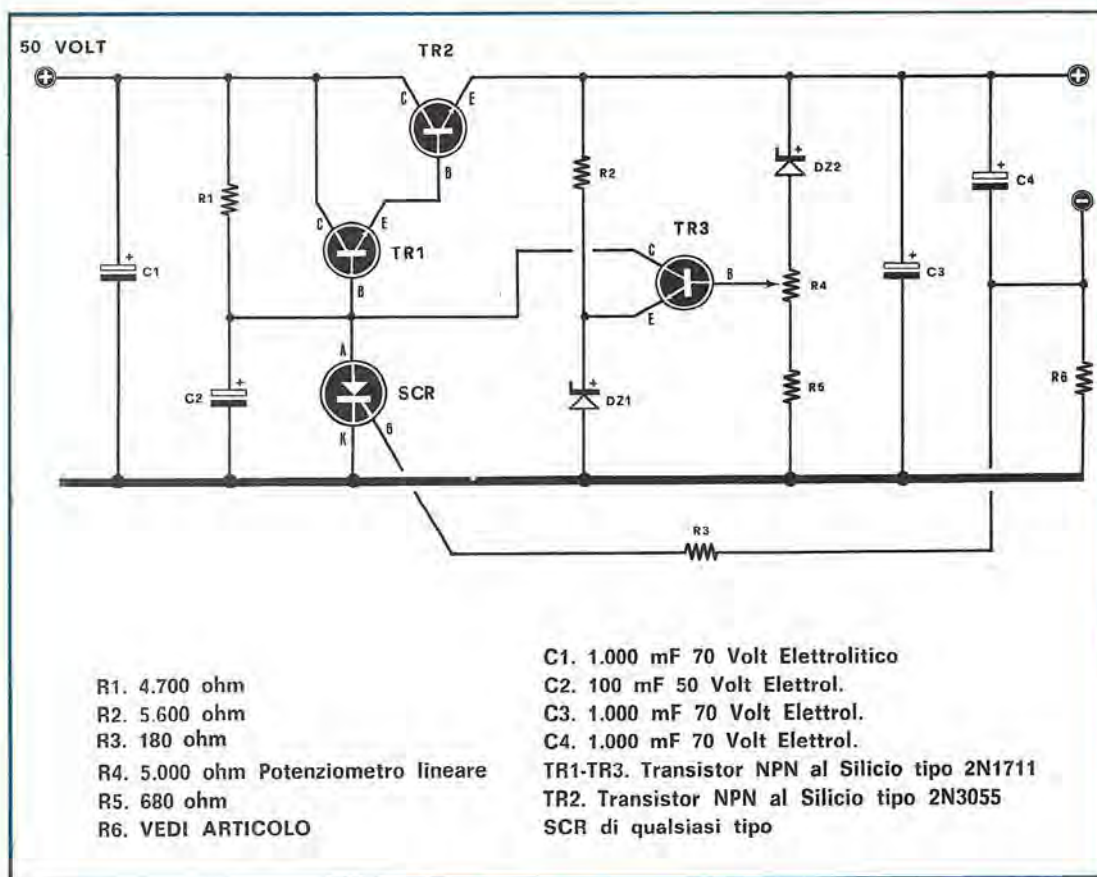 50 VOLT
TR2
C
E
B
R1
R2
DZ2
C4
TR3
C
E
TR1
B
C
B
E
R4
C1
C3
A
SCR
C2
K
G
DZ1
R5
R6
R3
R1. 4.700 ohm
R2. 5.600 ohm
R3. 180 ohm
R4. 5.000 ohm Potenziometro lineare
R5. 680 ohm
R6. VEDI ARTICOLO
C1. 1.000 mF 70 Volt Elettrolitico
C2. 100 mF 50 Volt Elettrol.
C3. 1.000 mF 70 Volt Elettrol.
C4. 1.000 mF 70 Volt Elettrol.
TR1-TR3. Transistor NPN al Silicio tipo 2N1711
TR2. Transistor NPN al Silicio tipo 2N3055
SCR di qualsiasi tipo